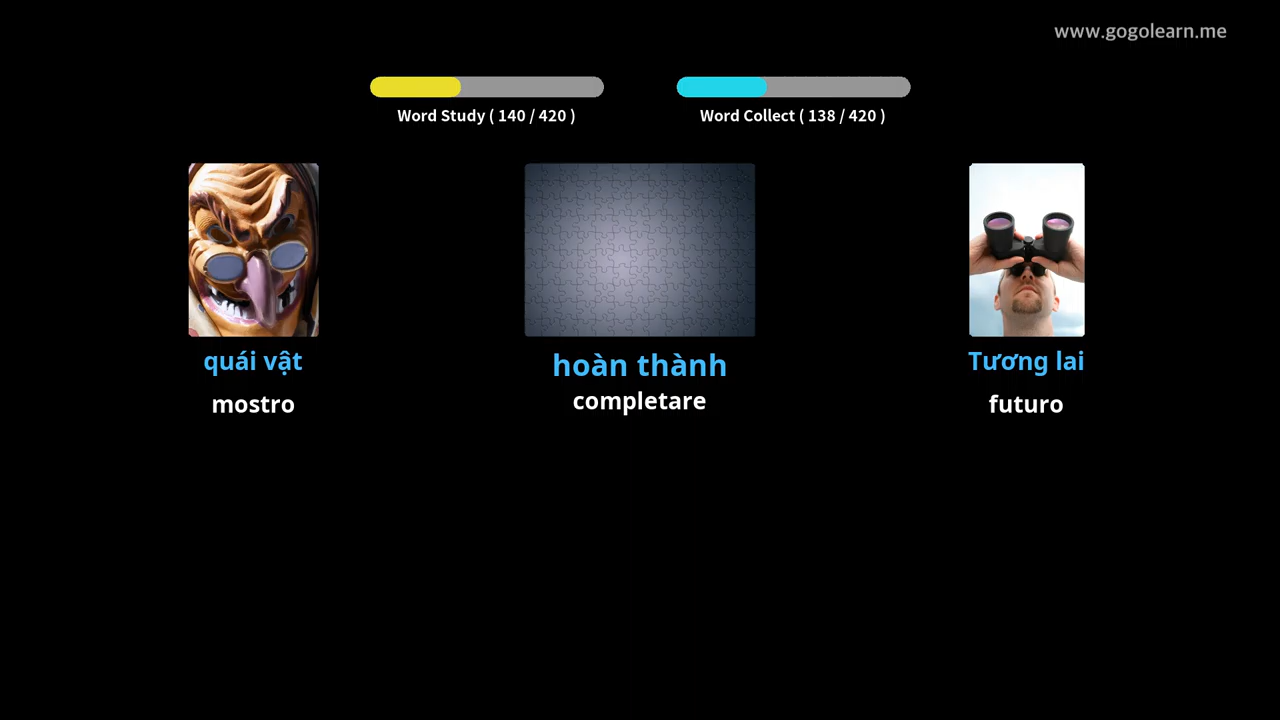 www.gogolearn.me
Word Study ( 140 / 420 )
Word Collect ( 138 / 420 )
quái vật
mostro
hoàn thành
completare
Tương lai
futuro